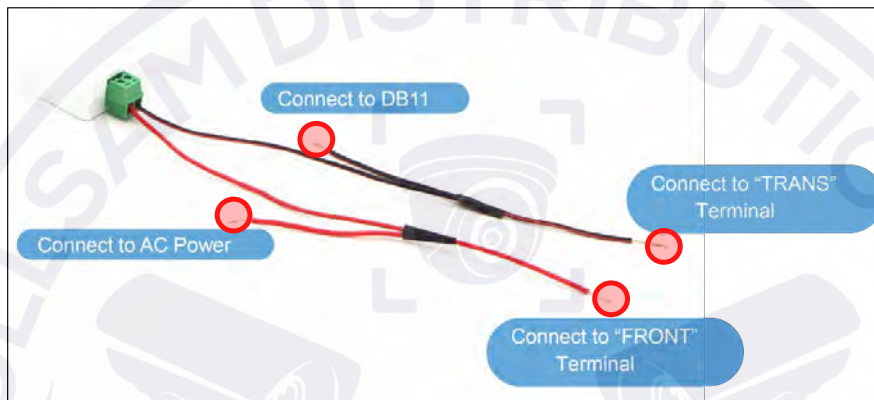 Connect to DB11
Connect to "TRANS"
Terminal
Connect to AC Power
Connect to "FRONT"
Terminal